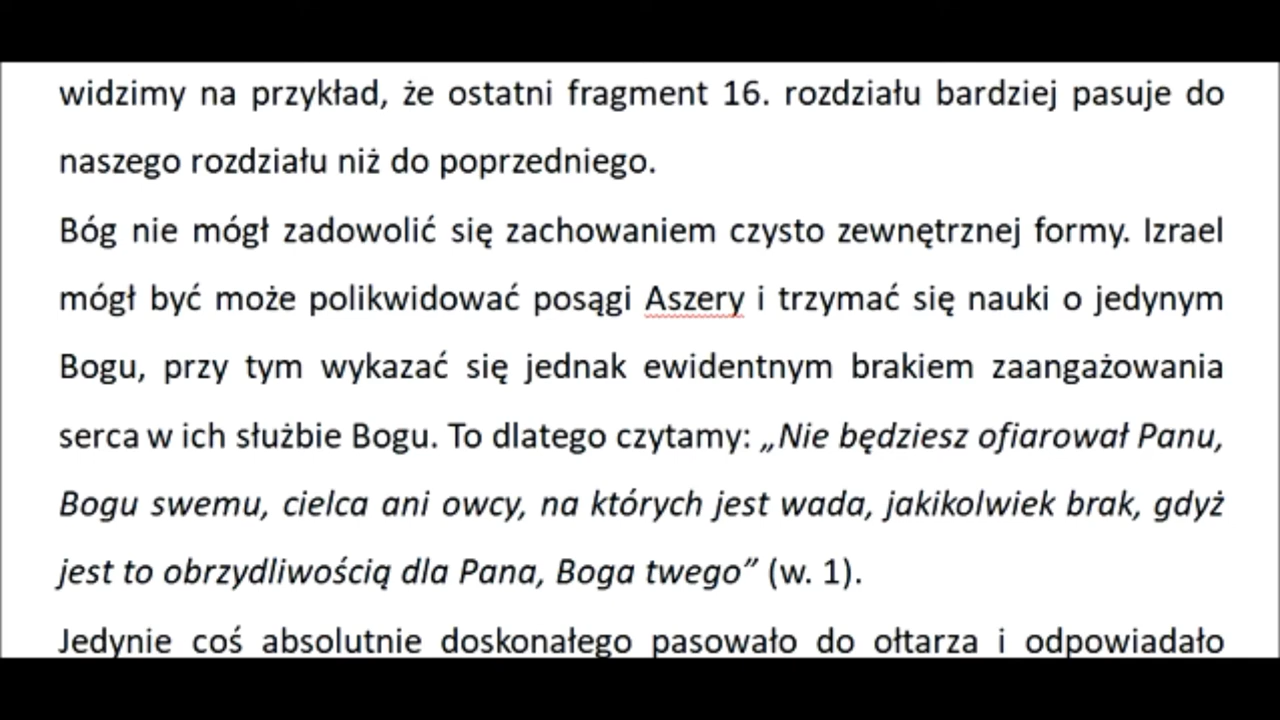 widzimy na przykład, że ostatni fragment 16. rozdziału bardziej pasuje do
naszego rozdziału niż do poprzedniego.
Bóg nie mógł zadowolić się zachowaniem czysto zewnętrznej formy. Izrael
mógł być może polikwidować posągi Aszery i trzymać się nauki o jedynym
Bogu, przy tym wykazać się jednak ewidentnym brakiem zaangażowania
serca w ich służbie Bogu. To dlatego czytamy: „Nie będziesz ofiarował Panu,
Bogu swemu, cielca ani owcy, na których jest wada, jakikolwiek brak, gdyż
jest to obrzydliwością dla Pana, Boga twego” (w. 1).
Jedynie coś absolutnie doskonałego pasowało do ołtarza i odpowiadało